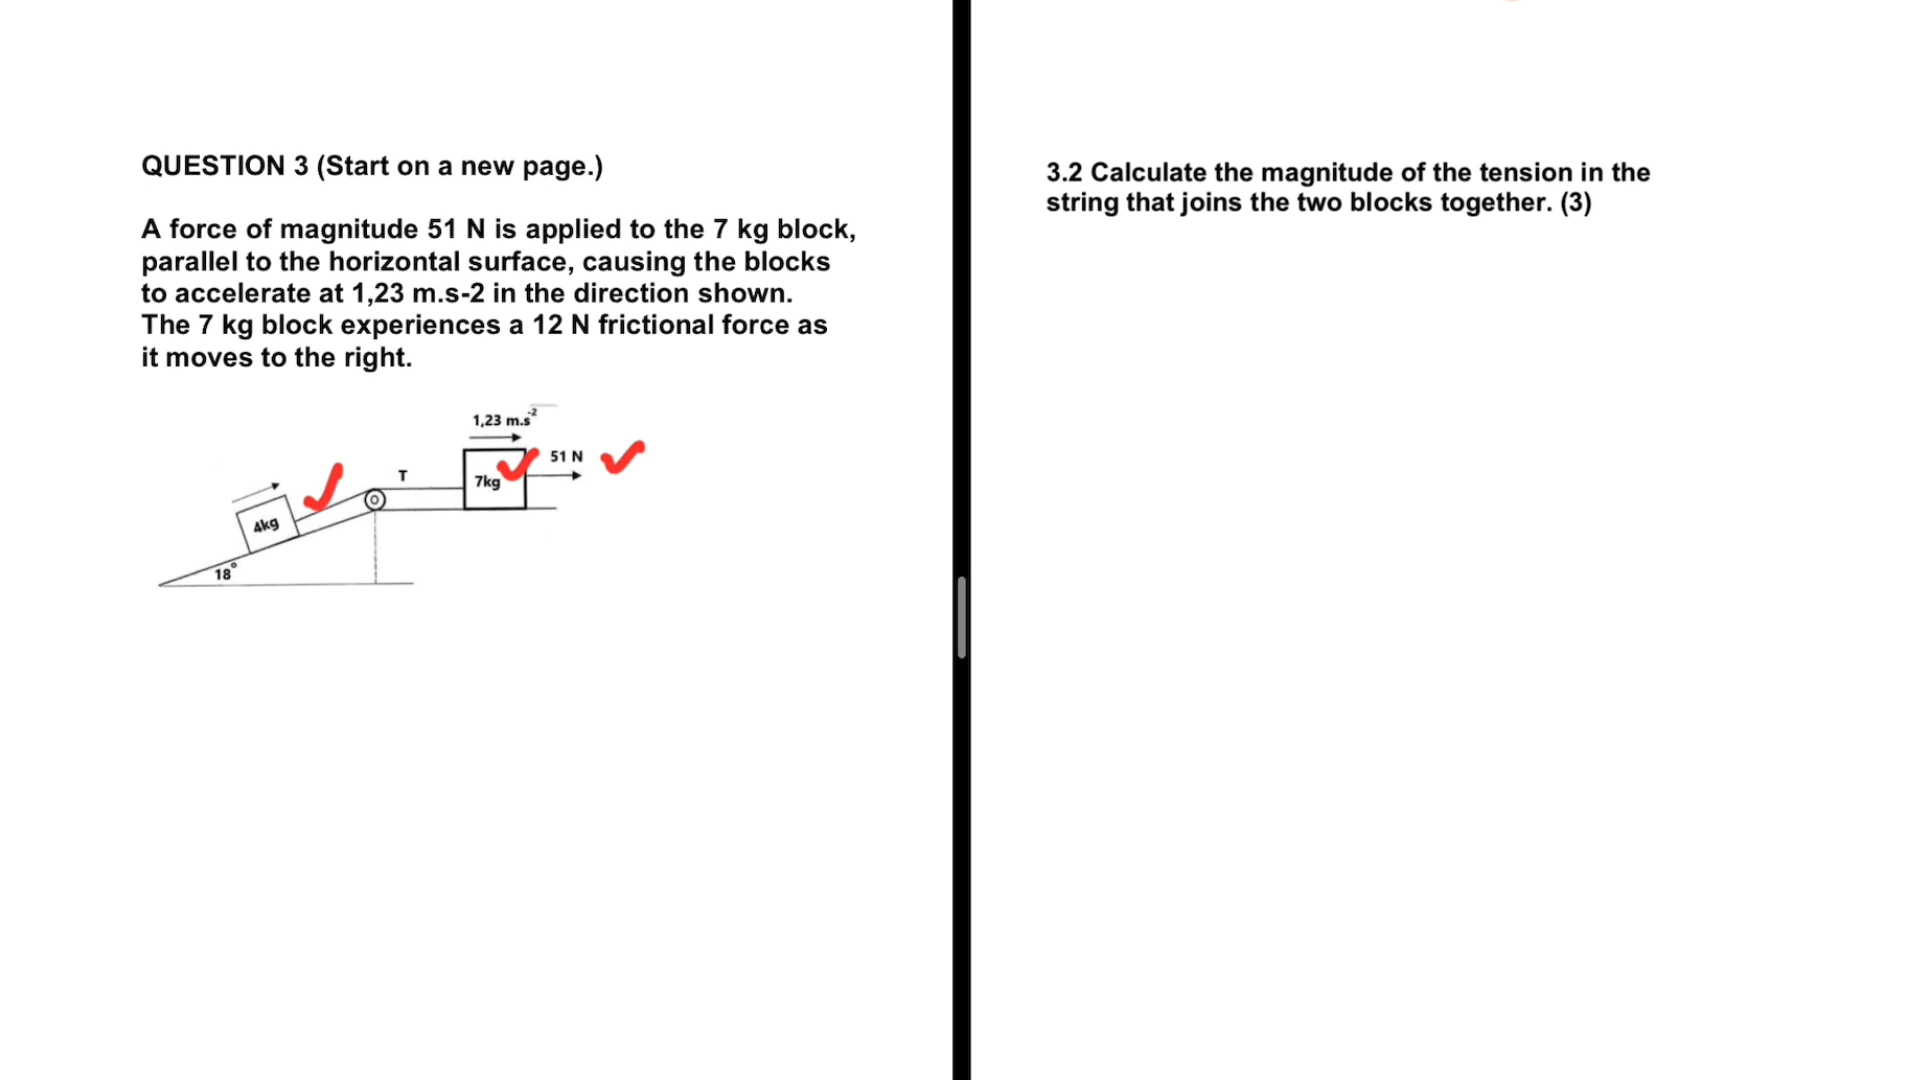 QUESTION 3 (Start on a new page.)
A force of magnitude 51 N is applied to the 7 kg block,
parallel to the horizontal surface, causing the blocks
to accelerate at 1,23 m.s-2 in the direction shown.
The 7 kg block experiences a 12 N frictional force as
it moves to the right.
1,23 m.s-2
51 N
T
7kg
4kg
18°
3.2 Calculate the magnitude of the tension in the
string that joins the two blocks together. (3)